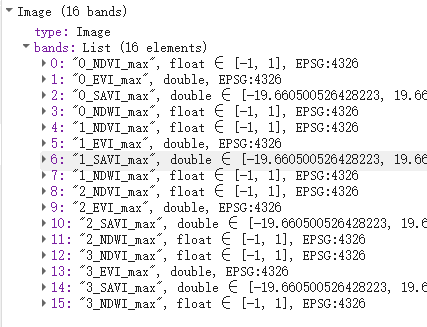 Image (16 bands)
type: Image
bands: List (16 elements)
0: "0_NDVI_max", float ∈ [-1, 1], EPSG:4326
1: "0_EVI_max", double, EPSG:4326
2: "0_SAVI_max", double ∈ [-19.660500526428223, 19.66
3: "0_NDWI_max", float ∈ [-1, 1], EPSG:4326
4: "1_NDVI_max", float ∈ [-1, 1], EPSG:4326
5: "1_EVI_max", double, EPSG:4326
6: "1_SAVI_max", double ∈ [-19.660500526428223, 19.66
7: "1_NDWI_max", float ∈ [-1, 1], EPSG:4326
8: "2_NDVI_max", float ∈ [-1, 1], EPSG:4326
9: "2_EVI_max", double, EPSG:4326
10: "2_SAVI_max", double ∈ [-19.660500526428223, 19.6
11: "2_NDWI_max", float ∈ [-1, 1], EPSG:4326
12: "3_NDVI_max", float ∈ [-1, 1], EPSG:4326
13: "3_EVI_max", double, EPSG:4326
14: "3_SAVI_max", double ∈ [-19.660500526428223, 19.6
15: "3_NDWI_max", float ∈ [-1, 1], EPSG:4326